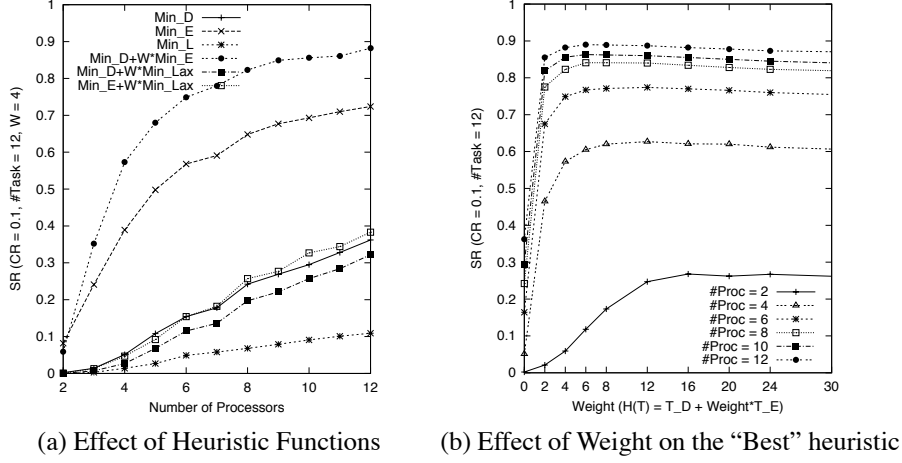 SR (CR = 0.1, #Task = 12, W = 4)
1
0.9
0.8
0.7
0.6
0.5
0.4
0.3
0.2
0.1
0
Min_D
Min_E
Min_L
Min_D+W*Min_E
Min_D+W*Min_Lax
Min_E+W*Min_Lax
2 4 6 8 10 12
Number of Processors
(a) Effect of Heuristic Functions
SR (CR = 0.1, #Task = 12)
1
0.9
0.8
0.7
0.6
0.5
0.4
0.3
0.2
0.1
0
#Proc = 2
#Proc = 4
#Proc = 6
#Proc = 8
#Proc = 10
#Proc = 12
0 2 4 6 8 12 16 20 24 30
Weight (H(T) = T_D + Weight*T_E)
(b) Effect of Weight on the “Best” heuristic